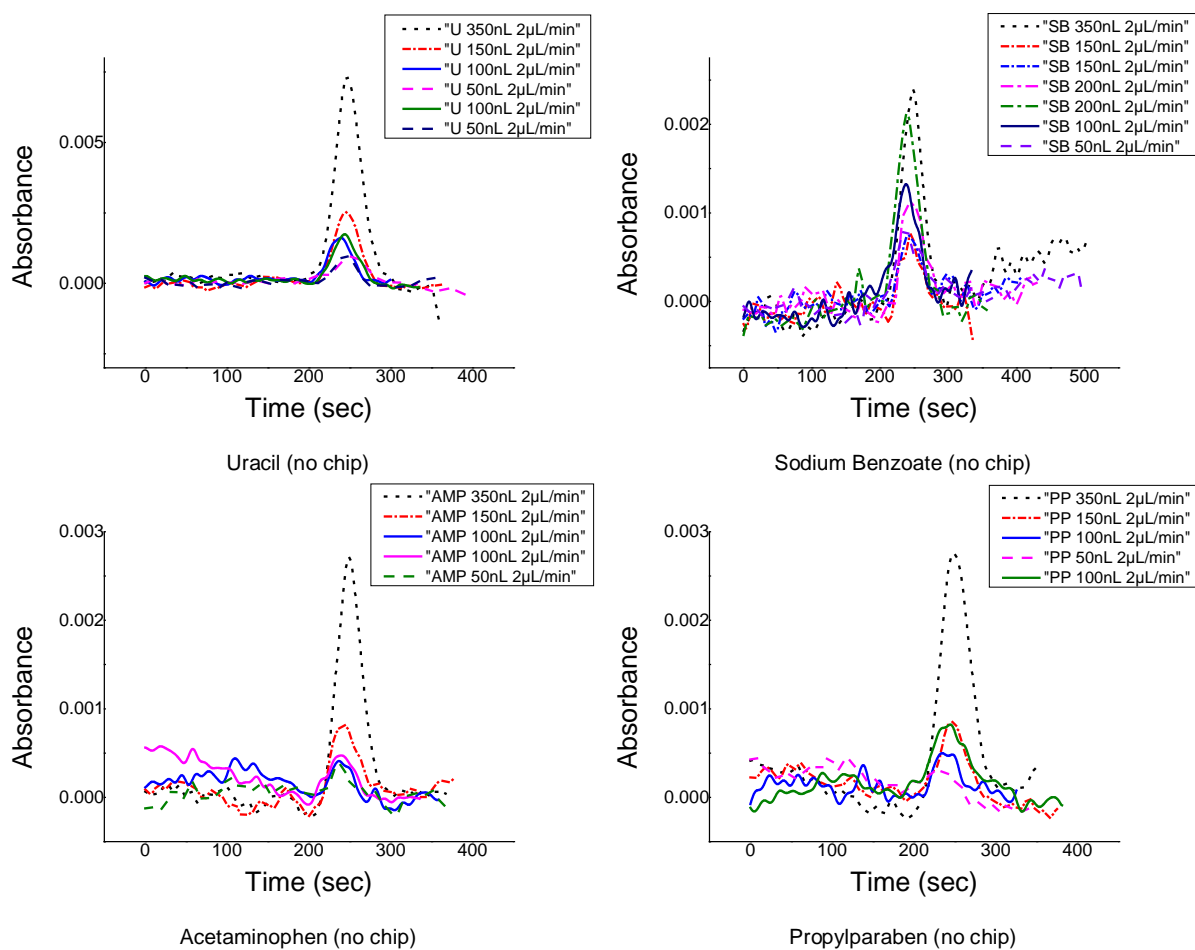 "U 350nL 2µL/min"
"U 150nL 2µL/min"
"U 100nL 2µL/min"
"U 50nL 2µL/min"
"U 100nL 2µL/min"
"U 50nL 2µL/min"
0.005
0.000
Absorbance
0 100 200 300 400
Time (sec)
Uracil (no chip)
"SB 350nL 2µL/min"
"SB 150nL 2µL/min"
"SB 150nL 2µL/min"
"SB 200nL 2µL/min"
"SB 200nL 2µL/min"
"SB 100nL 2µL/min"
"SB 50nL 2µL/min"
0.002
0.001
0.000
Absorbance
0 100 200 300 400 500
Time (sec)
Sodium Benzoate (no chip)
"AMP 350nL 2µL/min"
"AMP 150nL 2µL/min"
"AMP 100nL 2µL/min"
"AMP 100nL 2µL/min"
"AMP 50nL 2µL/min"
0.003
0.002
0.001
0.000
Absorbance
0 100 200 300 400
Time (sec)
Acetaminophen (no chip)
"PP 350nL 2µL/min"
"PP 150nL 2µL/min"
"PP 100nL 2µL/min"
"PP 50nL 2µL/min"
"PP 100nL 2µL/min"
0.003
0.002
0.001
0.000
Absorbance
0 100 200 300 400
Time (sec)
Propylparaben (no chip)